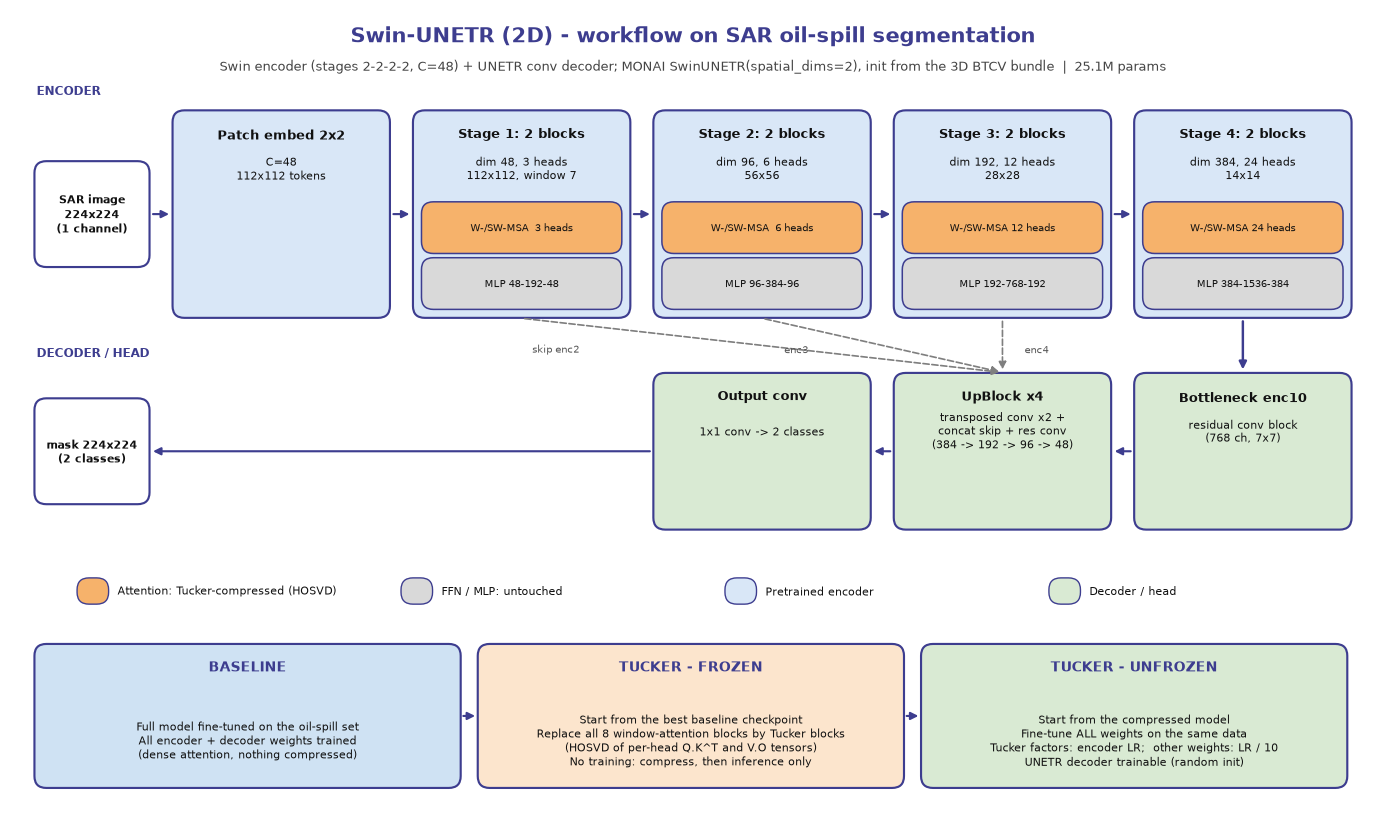 Swin-UNETR (2D) - workflow on SAR oil-spill segmentation
Swin encoder (stages 2-2-2-2, C=48) + UNETR conv decoder; MONAI SwinUNETR(spatial_dims=2), init from the 3D BTCV bundle | 25.1M params
ENCODER
SAR image
224x224
(1 channel)
Patch embed 2x2
C=48
112x112 tokens
Stage 1: 2 blocks
dim 48, 3 heads
112x112, window 7
W-/SW-MSA 3 heads
MLP 48-192-48
Stage 2: 2 blocks
dim 96, 6 heads
56x56
W-/SW-MSA 6 heads
MLP 96-384-96
Stage 3: 2 blocks
dim 192, 12 heads
28x28
W-/SW-MSA 12 heads
MLP 192-768-192
Stage 4: 2 blocks
dim 384, 24 heads
14x14
W-/SW-MSA 24 heads
MLP 384-1536-384
skip enc2
enc3
enc4
DECODER / HEAD
mask 224x224
(2 classes)
Output conv
1x1 conv -> 2 classes
UpBlock x4
transposed conv x2 +
concat skip + res conv
(384 -> 192 -> 96 -> 48)
Bottleneck enc10
residual conv block
(768 ch, 7x7)
Attention: Tucker-compressed (HOSVD)
FFN / MLP: untouched
Pretrained encoder
Decoder / head
BASELINE
Full model fine-tuned on the oil-spill set
All encoder + decoder weights trained
(dense attention, nothing compressed)
TUCKER - FROZEN
Start from the best baseline checkpoint
Replace all 8 window-attention blocks by Tucker blocks
(HOSVD of per-head Q.K^T and V.O tensors)
No training: compress, then inference only
TUCKER - UNFROZEN
Start from the compressed model
Fine-tune ALL weights on the same data
Tucker factors: encoder LR; other weights: LR / 10
UNETR decoder trainable (random init)